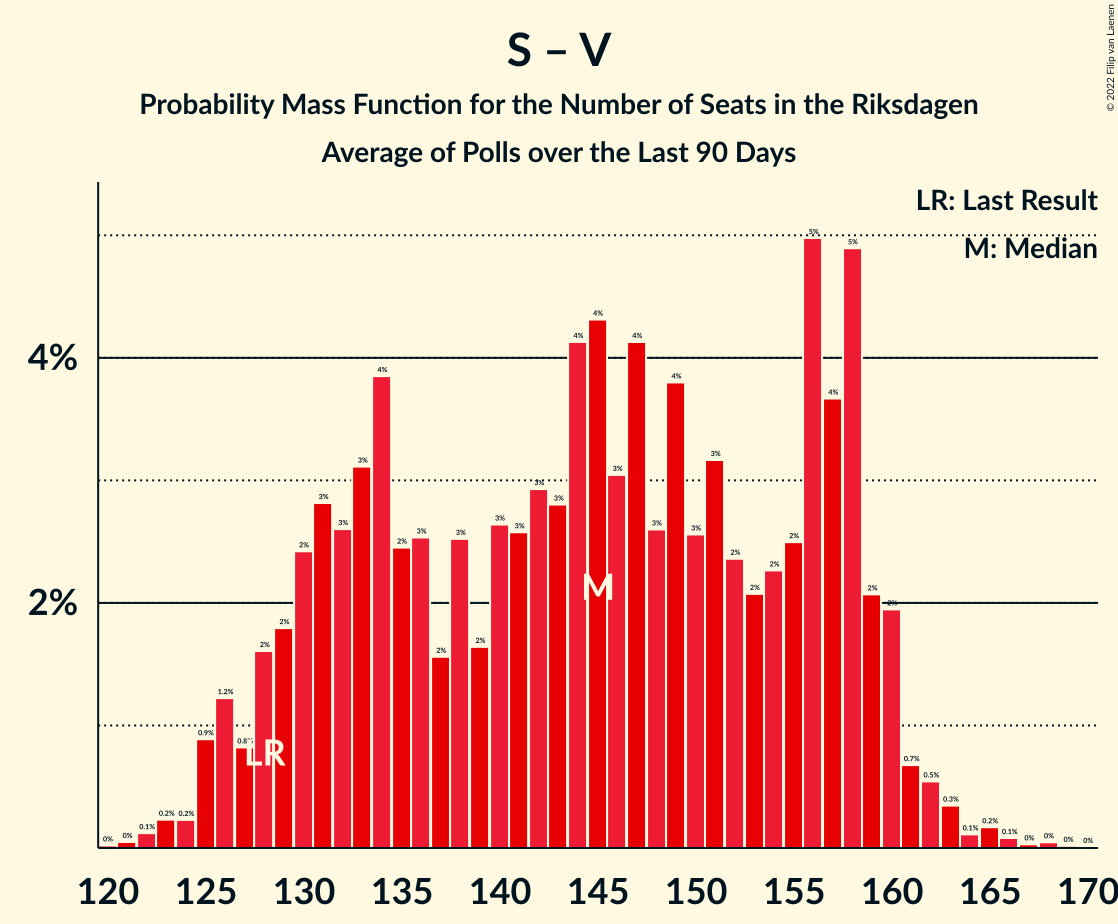 © 2022 Filip van Laenen
S – V
Probability Mass Function for the Number of Seats in the Riksdagen
Average of Polls over the Last 90 Days
LR: Last Result
M: Median
4%
2%
0% 0% 0.1% 0.2% 0.2% 0.9% 1.2% 0.8% 2% 2% 2% 3% 3% 3% 4% 2% 3% 2% 3% 2% 3% 3% 3% 3% 4% 4% 3% 4% 3% 4% 3% 3% 2% 2% 2% 2% 5% 4% 5% 2% 2% 0.7% 0.5% 0.3% 0.1% 0.2% 0.1% 0% 0% 0% 0%
LR
M
120 125 130 135 140 145 150 155 160 165 170